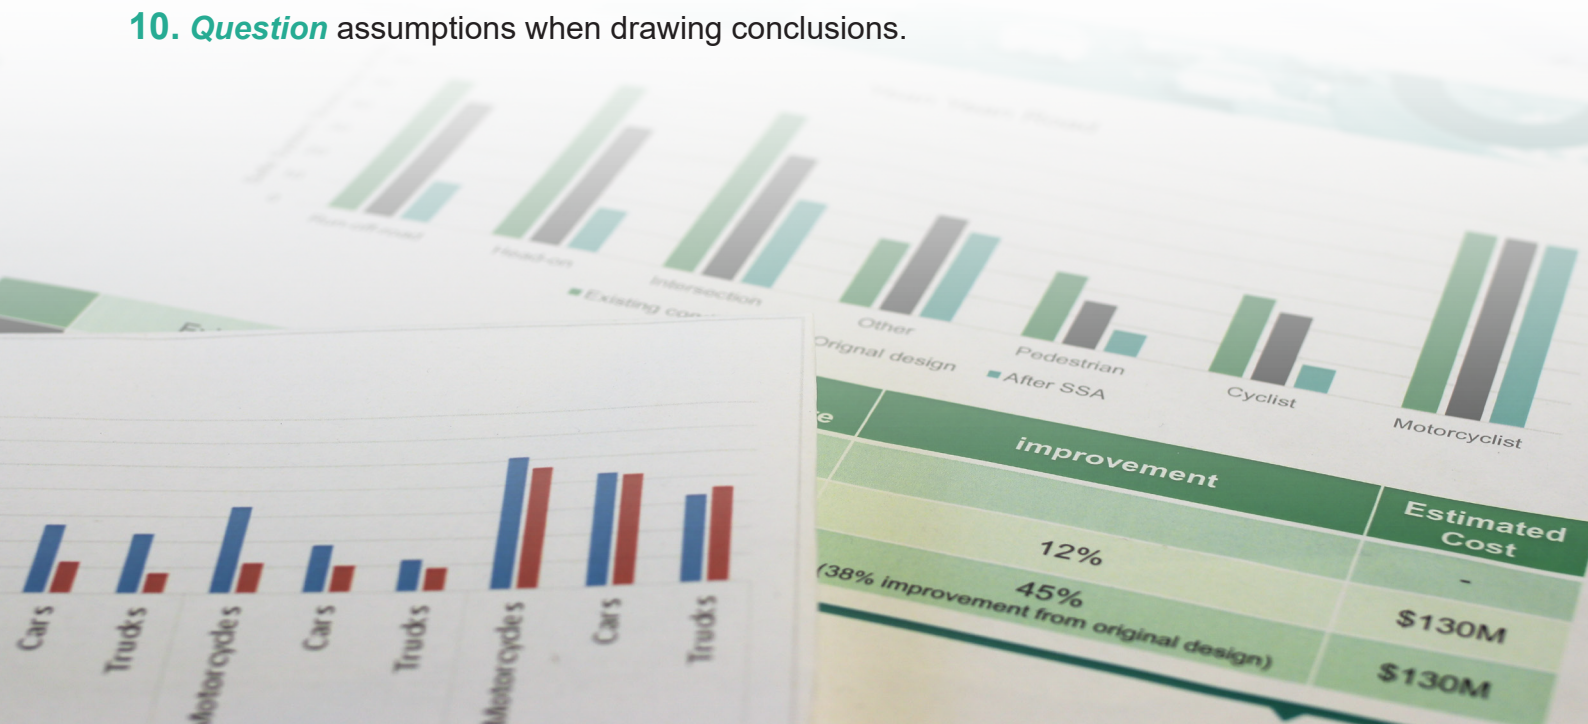 10. Question assumptions when drawing conclusions.
Run-off-road
Head-on
Intersection
Other
Pedestrian
Cyclist
Motorcyclist
Existing
Orignal design
After SSA
improvement
Estimated
Cost
-
12%
$130M
45%
(38% improvement from original design)
$130M
Cars
Trucks
Motorcycles
Cars
Trucks
Motorcycles
Cars
Trucks